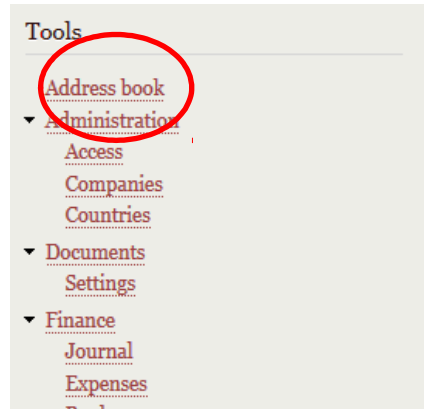 Tools
Address book
Administration
Access
Companies
Countries
Documents
Settings
Finance
Journal
Expenses